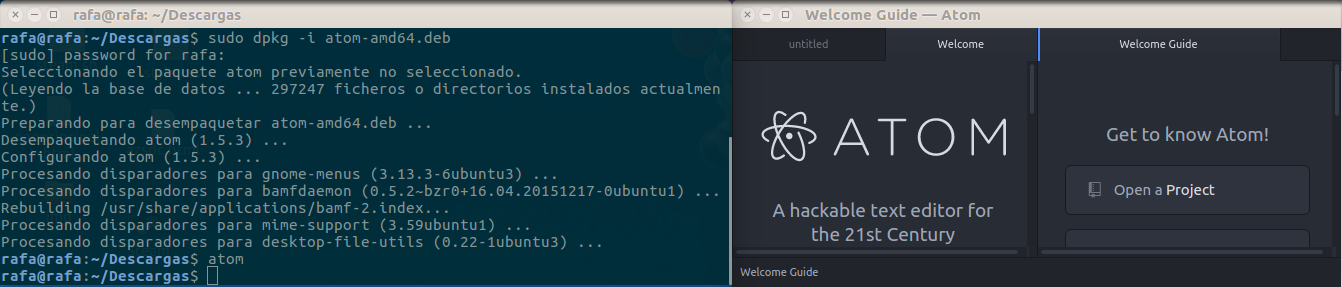 rafa@rafa: ~/Descargas
rafa@rafa:~/Descargas$ sudo dpkg -i atom-amd64.deb
[sudo] password for rafa:
Seleccionando el paquete atom previamente no seleccionado.
(Leyendo la base de datos ... 297247 ficheros o directorios instalados actualmen
te.)
Preparando para desempaquetar atom-amd64.deb ...
Desempaquetando atom (1.5.3) ...
Configurando atom (1.5.3) ...
Procesando disparadores para gnome-menus (3.13.3-6ubuntu3) ...
Procesando disparadores para bamfdaemon (0.5.2~bzr0+16.04.20151217-0ubuntu1) ...
Rebuilding /usr/share/applications/bamf-2.index...
Procesando disparadores para mime-support (3.59ubuntu1) ...
Procesando disparadores para desktop-file-utils (0.22-1ubuntu3) ...
rafa@rafa:~/Descargas$ atom
rafa@rafa:~/Descargas$
Welcome Guide — Atom
untitled
Welcome
Welcome Guide
ATOM
A hackable text editor for
the 21st Century
Get to know Atom!
Open a Project
Welcome Guide